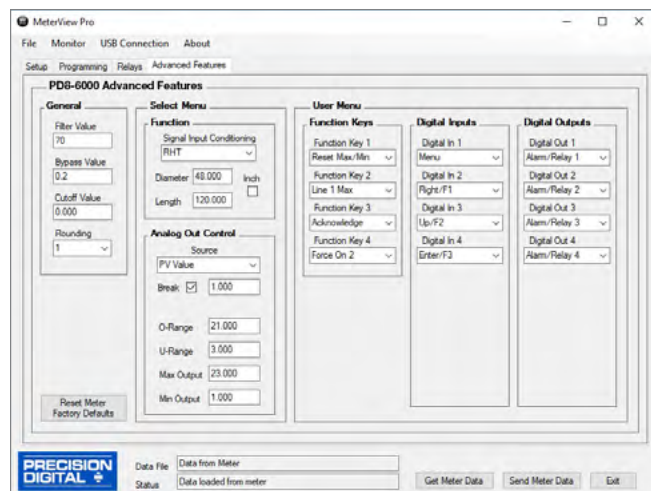 MeterView Pro
File Monitor USB Connection About
Setup Programming Relays Advanced Features
PD8-6000 Advanced Features
General
Filter Value
70
Bypass Value
0.2
Cutoff Value
0.000
Rounding
1
Reset Meter
Factory Defaults
Select Menu
Function
Signal Input Conditioning
RHT
Diameter 48.000 Inch
Length 120.000
Analog Out Control
Source
PV Value
Break 1.000
O-Range 21.000
U-Range 3.000
Max Output 23.000
Min Output 1.000
User Menu
Function Keys
Function Key 1
Reset Max/Min
Function Key 2
Line 1 Max
Function Key 3
Acknowledge
Function Key 4
Force On 2
Digital Inputs
Digital In 1
Menu
Digital In 2
Right/F1
Digital In 3
Up/F2
Digital In 4
Enter/F3
Digital Outputs
Digital Out 1
Alarm/Relay 1
Digital Out 2
Alarm/Relay 2
Digital Out 3
Alarm/Relay 3
Digital Out 4
Alarm/Relay 4
PRECISION
DIGITAL
Data File Data from Meter
Status Data loaded from meter
Get Meter Data Send Meter Data Exit